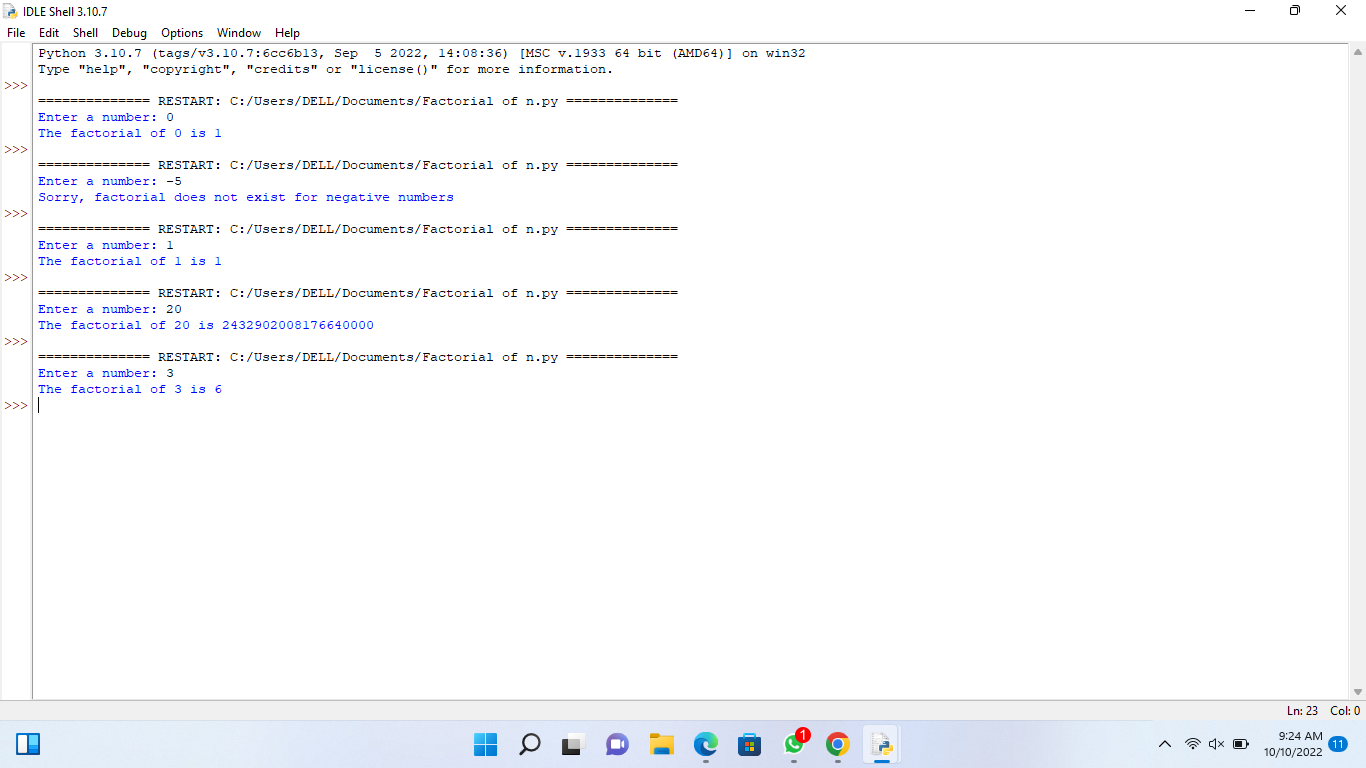 IDLE Shell 3.10.7
File Edit Shell Debug Options Window Help
Python 3.10.7 (tags/v3.10.7:6cc6b13, Sep  5 2022, 14:08:36) [MSC v.1933 64 bit (AMD64)] on win32
Type "help", "copyright", "credits" or "license()" for more information.
>>>
============== RESTART: C:/Users/DELL/Documents/Factorial of n.py ==============
Enter a number: 0
The factorial of 0 is 1
>>>
============== RESTART: C:/Users/DELL/Documents/Factorial of n.py ==============
Enter a number: -5
Sorry, factorial does not exist for negative numbers
>>>
============== RESTART: C:/Users/DELL/Documents/Factorial of n.py ==============
Enter a number: 1
The factorial of 1 is 1
>>>
============== RESTART: C:/Users/DELL/Documents/Factorial of n.py ==============
Enter a number: 20
The factorial of 20 is 2432902008176640000
>>>
============== RESTART: C:/Users/DELL/Documents/Factorial of n.py ==============
Enter a number: 3
The factorial of 3 is 6
>>>
Ln: 23 Col: 0
1
9:24 AM
10/10/2022
11